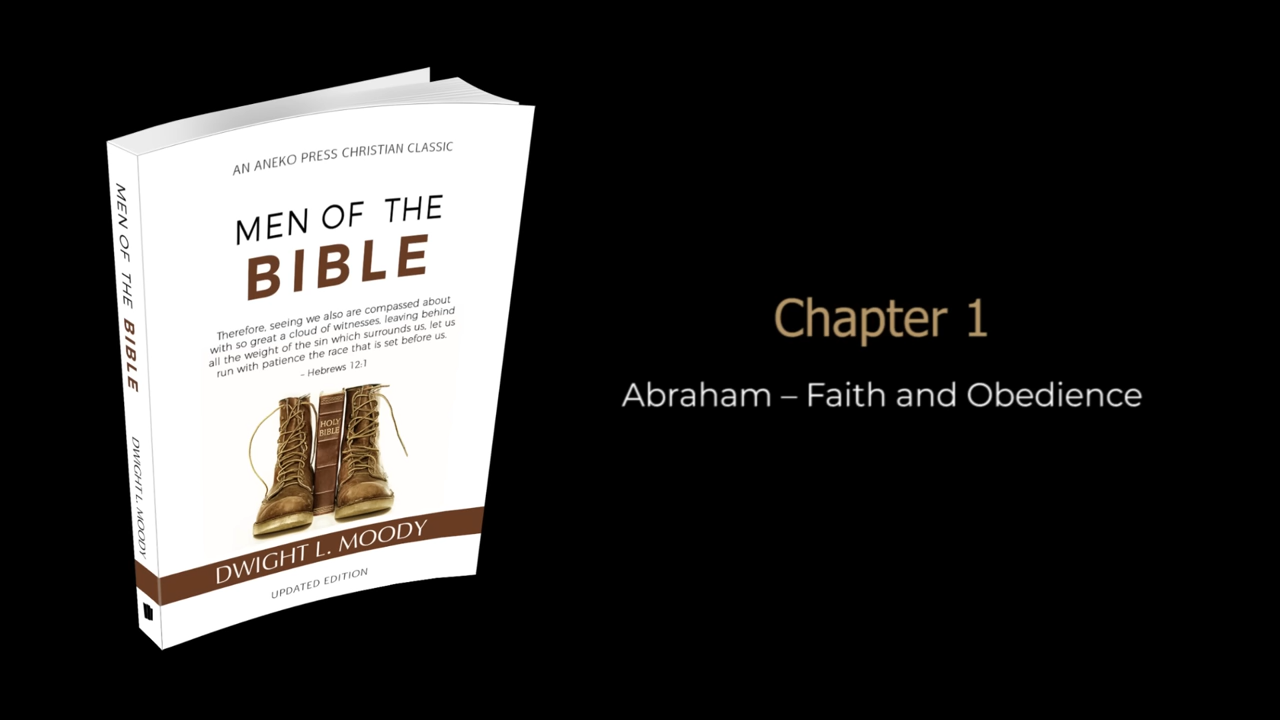 AN ANEKO PRESS CHRISTIAN CLASSIC
MEN OF THE
BIBLE
Therefore, seeing we also are compassed about
with so great a cloud of witnesses, leaving behind
all the weight of the sin which surrounds us, let us
run with patience the race that is set before us.
– Hebrews 12:1
HOLY
BIBLE
DWIGHT L. MOODY
UPDATED EDITION
MEN OF THE BIBLE
DWIGHT L. MOODY
Chapter 1
Abraham – Faith and Obedience